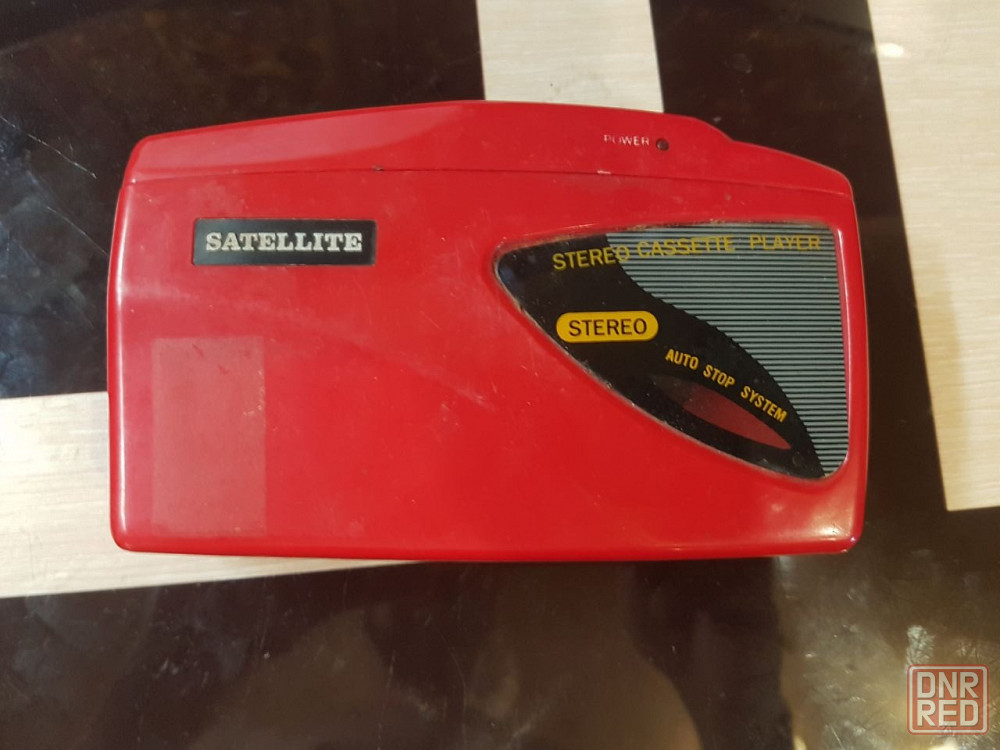 POWER
SATELLITE
STEREO CASSETTE PLAYER
STEREO
AUTO STOP SYSTEM
DNR
RED